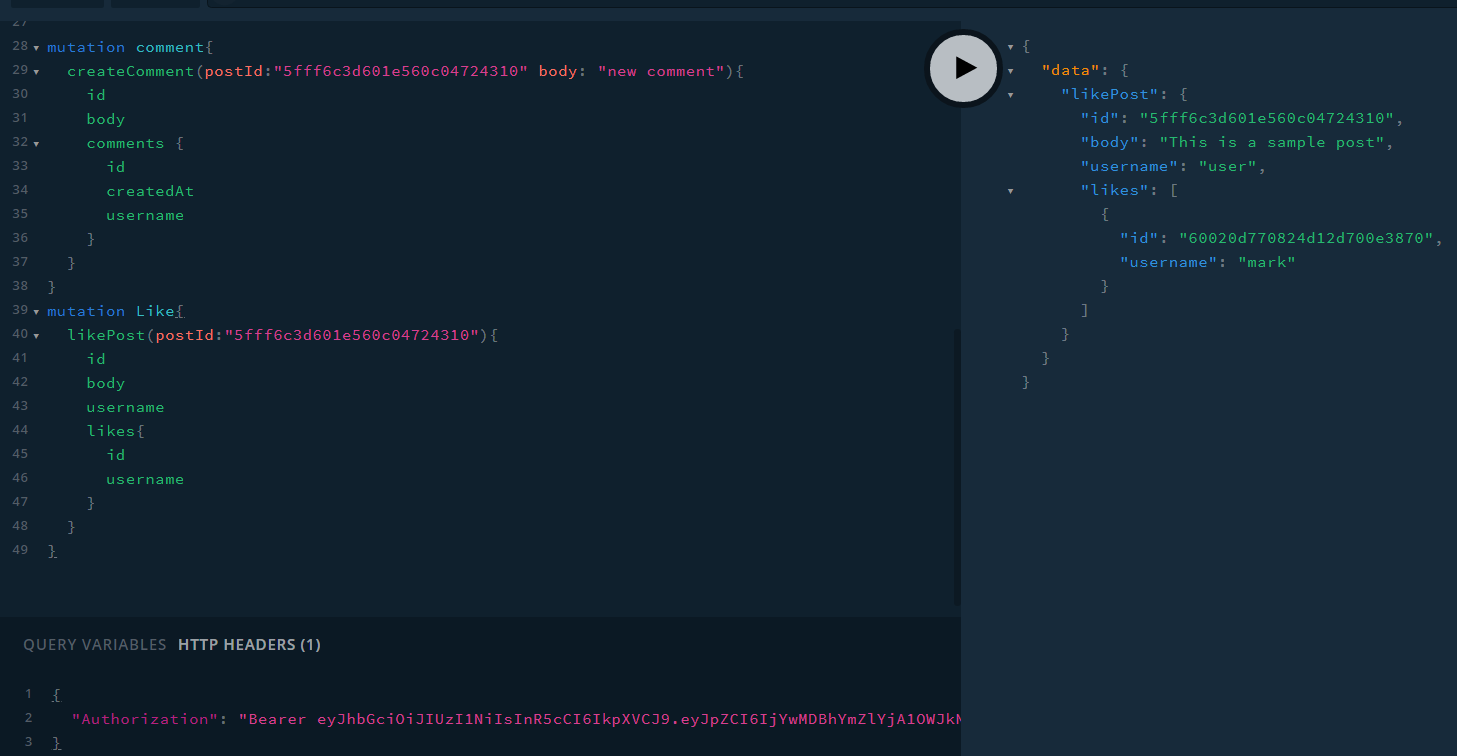 27
28 mutation comment{
29 createComment(postId:"5fff6c3d601e560c04724310" body: "new comment"){
30 id
31 body
32 comments {
33 id
34 createdAt
35 username
36 }
37 }
38 }
39 mutation Like{
40 likePost(postId:"5fff6c3d601e560c04724310"){
41 id
42 body
43 username
44 likes{
45 id
46 username
47 }
48 }
49 }
QUERY VARIABLES HTTP HEADERS (1)
1 {
2 "Authorization": "Bearer eyJhbGciOiJIUzI1NiIsInR5cCI6IkpXVCJ9.eyJpZCI6IjYwMDBhYmZlYjA1OWJkM
3 }
{
"data": {
"likePost": {
"id": "5fff6c3d601e560c04724310",
"body": "This is a sample post",
"username": "user",
"likes": [
{
"id": "60020d770824d12d700e3870",
"username": "mark"
}
]
}
}
}